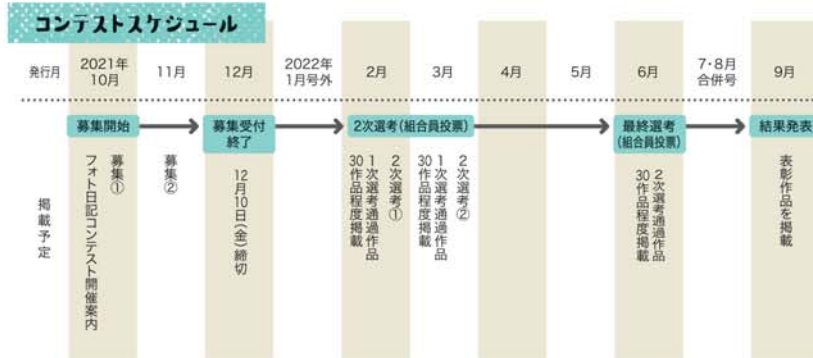 コンテストスケジュール
発行月
2021年
10月
11月
12月
2022年
1月号外
2月
3月
4月
5月
6月
7・8月
合併号
9月
募集開始
募集受付
終了
2次選考(組合員投票)
最終選考
(組合員投票)
結果発表
掲載予定
募集①
フォト日記コンテスト開催案内
募集②
12月10日(金)締切
2次選考①
1次選考通過作品
30作品程度掲載
2次選考②
1次選考通過作品
30作品程度掲載
2次選考通過作品
30作品程度掲載
表彰作品を掲載